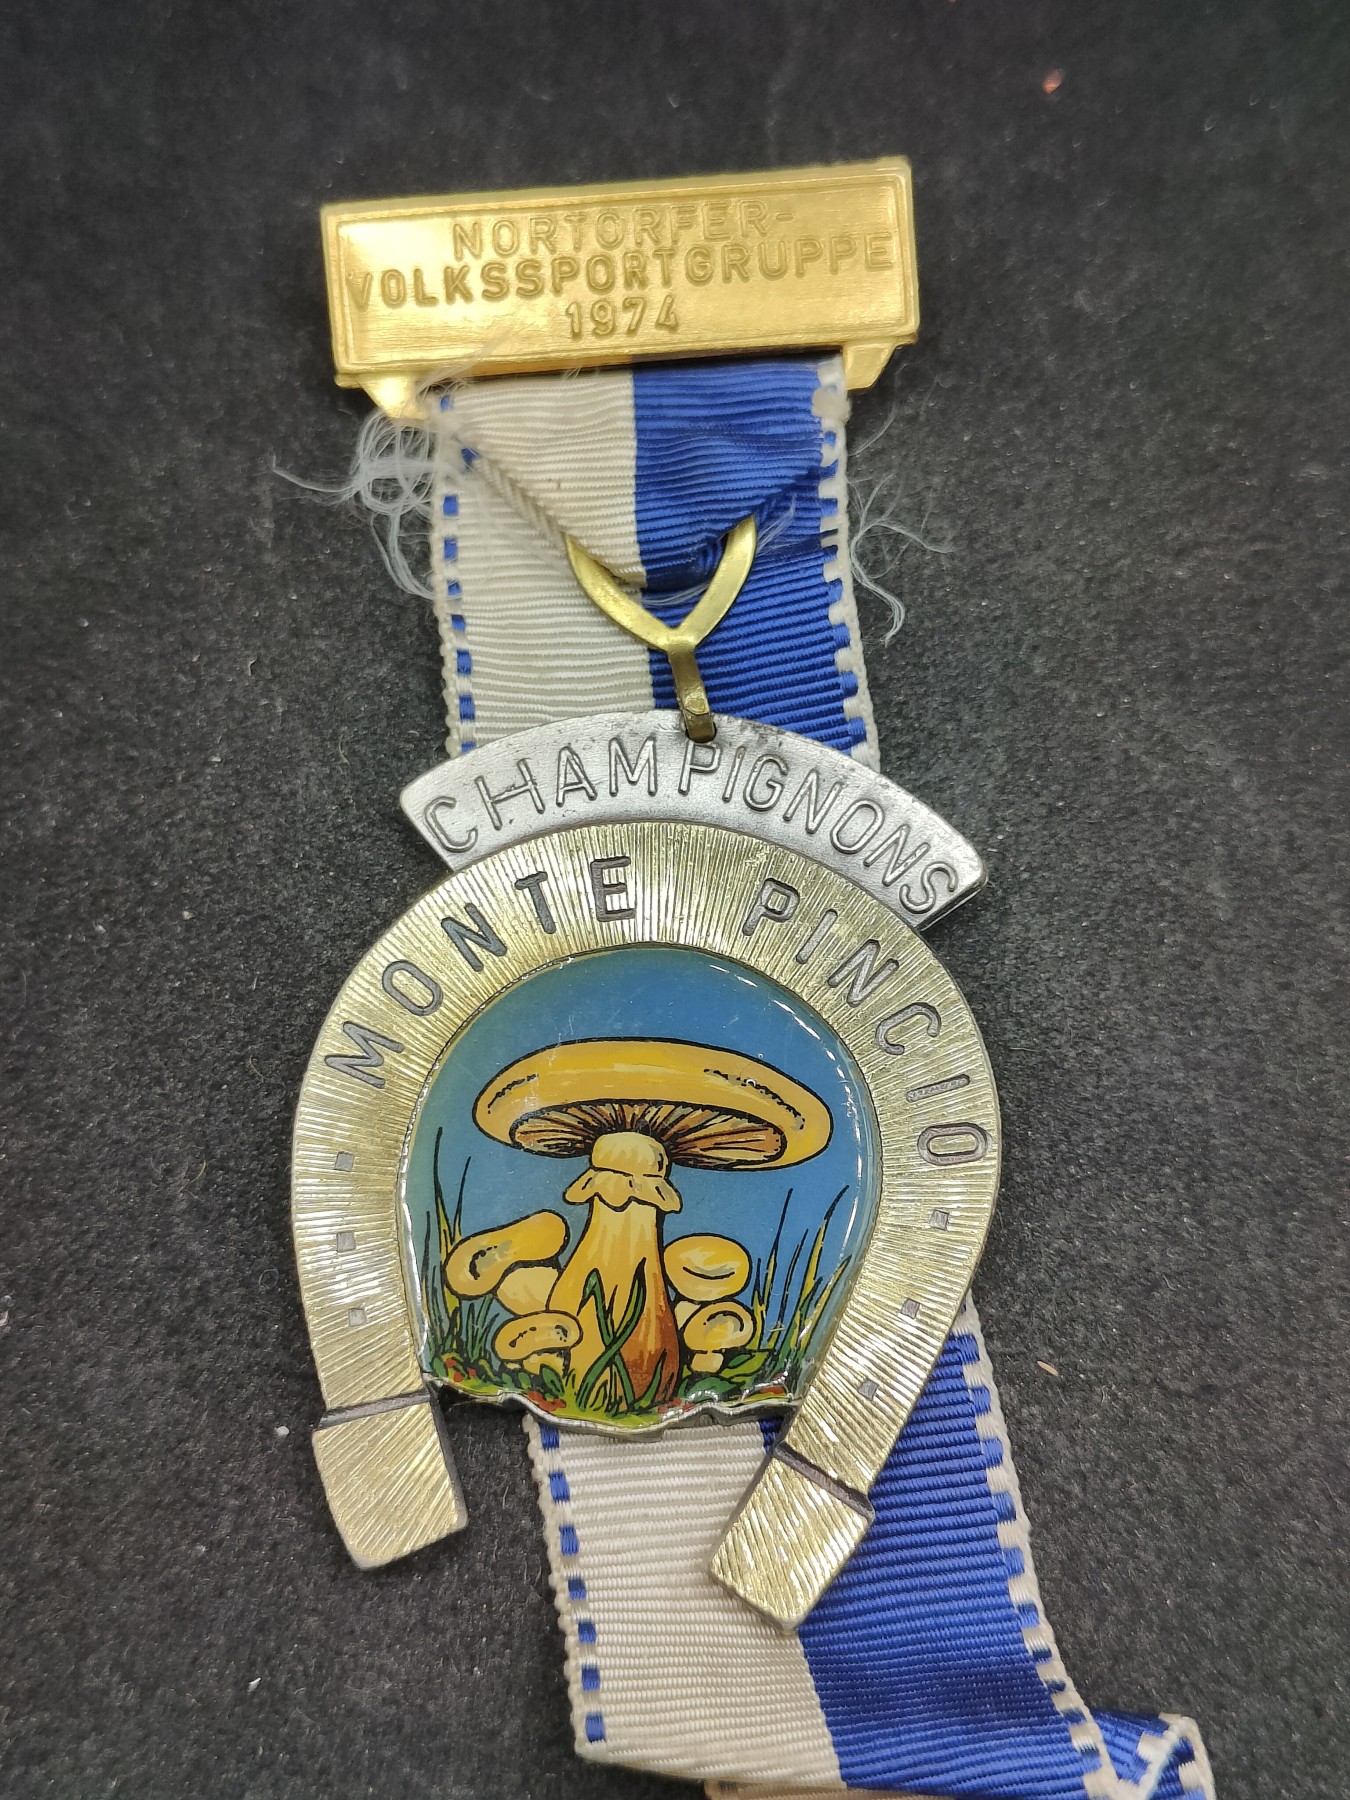 NORTORFER-
VOLKSSPORTGRUPPE
1974
CHAMPIGNONS
MONTE PINCIO